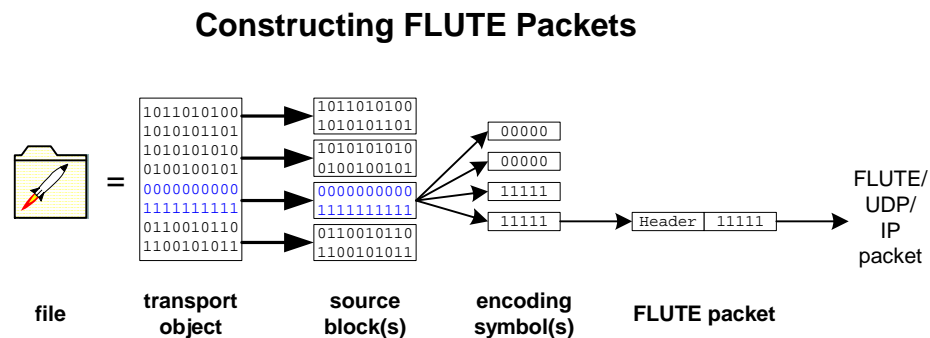 Constructing FLUTE Packets
=
1011010100
1010101101
1010101010
0100100101
0000000000
1111111111
0110010110
1100101011
1011010100
1010101101
1010101010
0100100101
0000000000
1111111111
0110010110
1100101011
00000
00000
11111
11111
Header 11111
FLUTE/
UDP/
IP
packet
file
transport
object
source
block(s)
encoding
symbol(s)
FLUTE packet